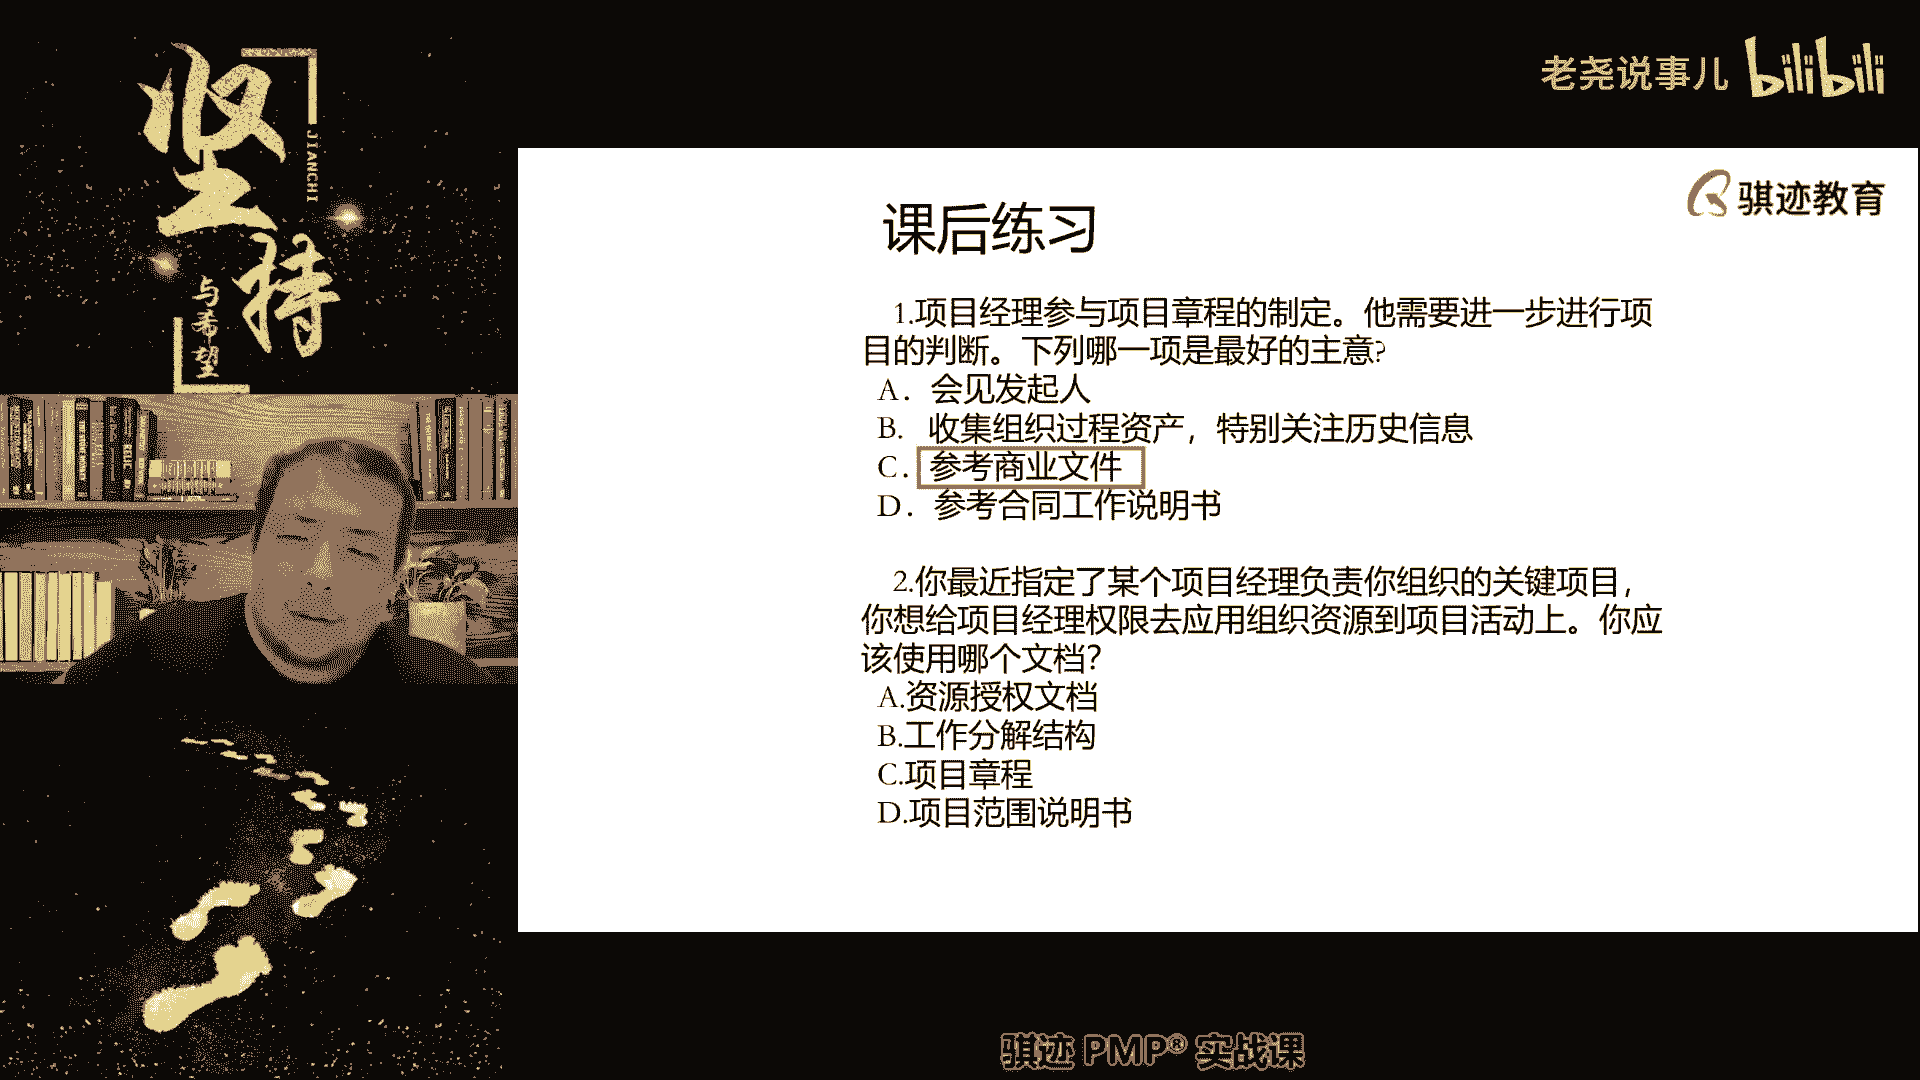 坚持
JIANCHI
与希望
老尧说事儿 bilibili
骐迹教育
课后练习
1.项目经理参与项目章程的制定。他需要进一步进行项
目的判断。下列哪一项是最好的主意?
A．会见发起人
B. 收集组织过程资产，特别关注历史信息
C．参考商业文件
D．参考合同工作说明书
2.你最近指定了某个项目经理负责你组织的关键项目，
你想给项目经理权限去应用组织资源到项目活动上。你应
该使用哪个文档？
A.资源授权文档
B.工作分解结构
C.项目章程
D.项目范围说明书
骐迹 PMP® 实战课